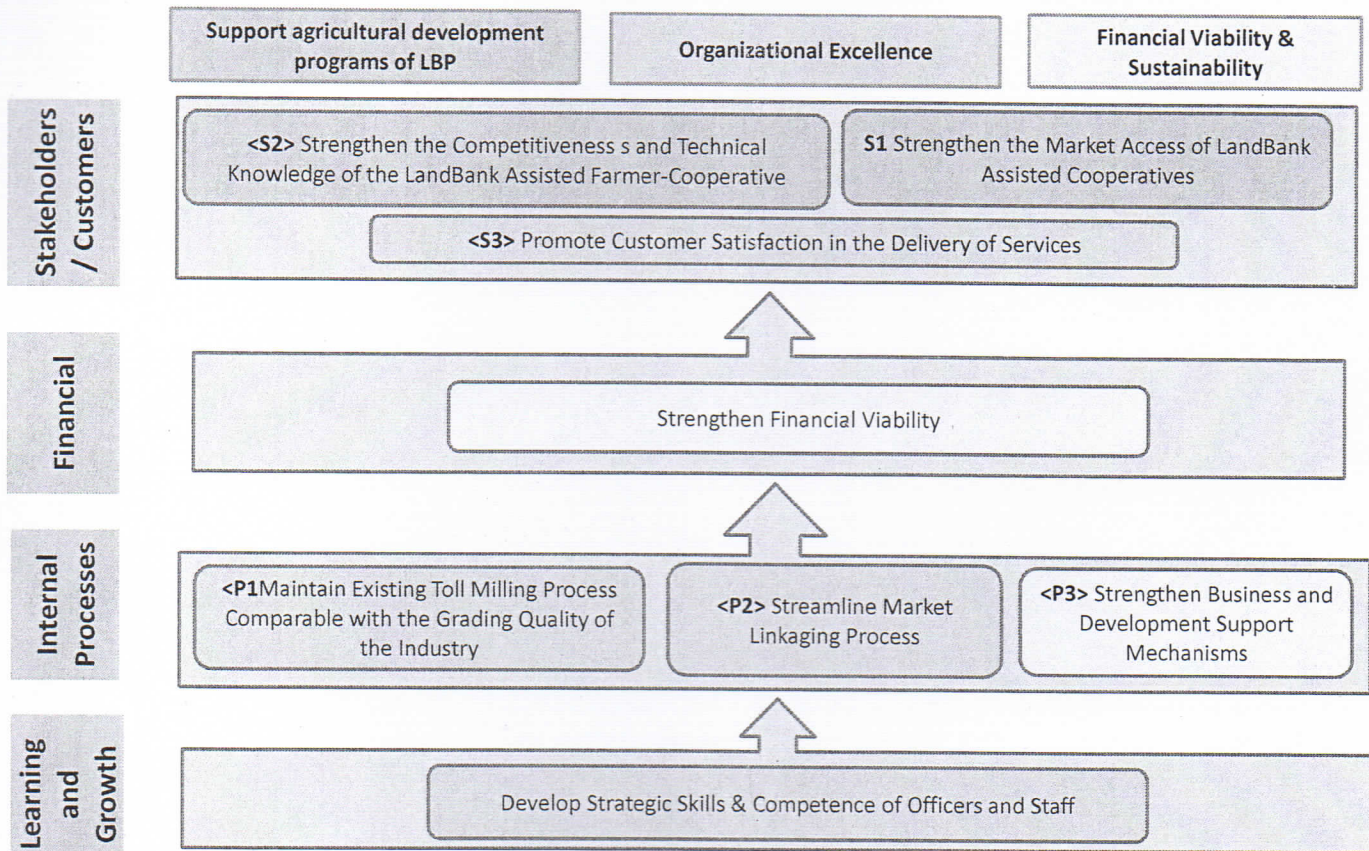 Support agricultural development
programs of LBP
Organizational Excellence
Financial Viability &
Sustainability
Stakeholders
/ Customers
<S2> Strengthen the Competitiveness s and Technical
Knowledge of the LandBank Assisted Farmer-Cooperative
S1 Strengthen the Market Access of LandBank
Assisted Cooperatives
<S3> Promote Customer Satisfaction in the Delivery of Services
Financial
Strengthen Financial Viability
Internal
Processes
<P1Maintain Existing Toll Milling Process
Comparable with the Grading Quality of
the Industry
<P2> Streamline Market
Linkaging Process
<P3> Strengthen Business and
Development Support
Mechanisms
Learning
and
Growth
Develop Strategic Skills & Competence of Officers and Staff